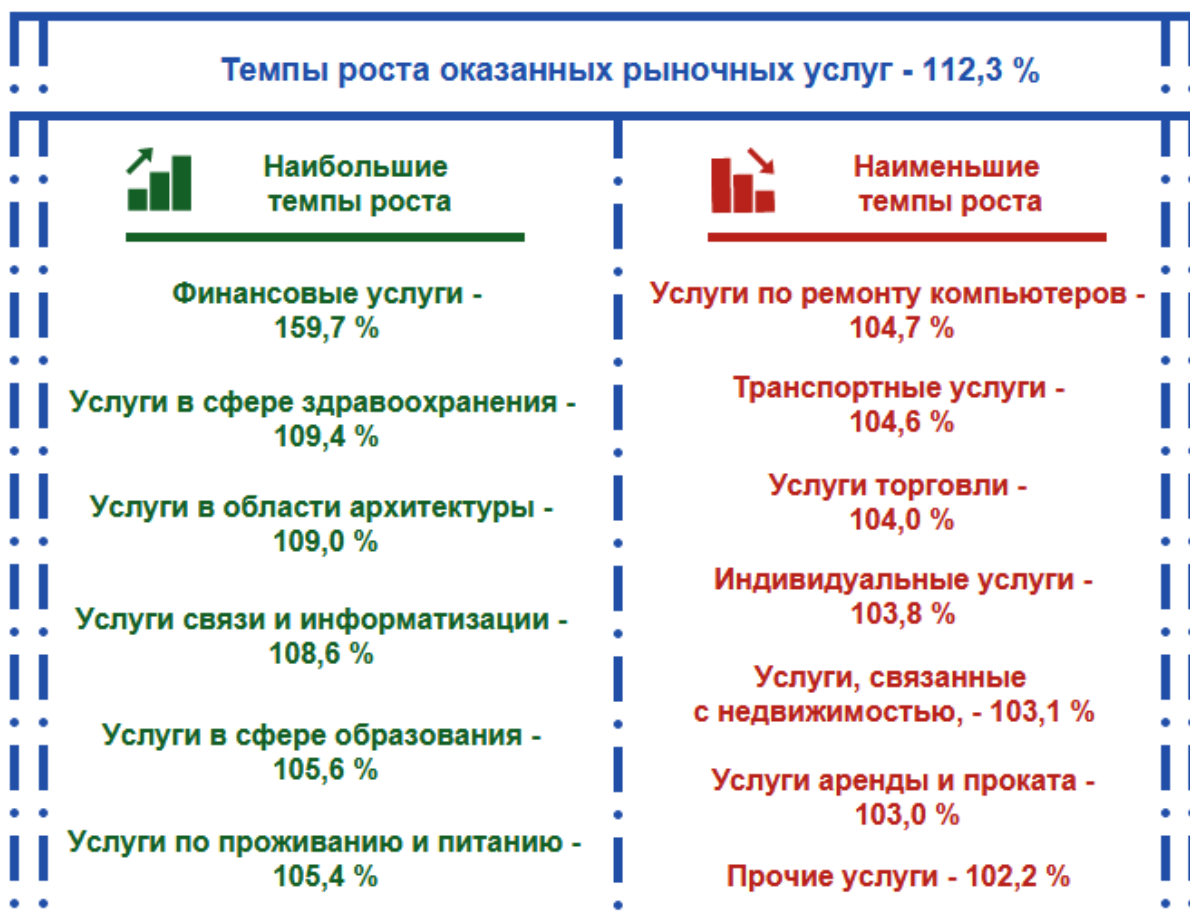 Темпы роста оказанных рыночных услуг - 112,3 %
Наибольшие
темпы роста
Финансовые услуги -
159,7 %
Услуги в сфере здравоохранения -
109,4 %
Услуги в области архитектуры -
109,0 %
Услуги связи и информатизации -
108,6 %
Услуги в сфере образования -
105,6 %
Услуги по проживанию и питанию -
105,4 %
Наименьшие
темпы роста
Услуги по ремонту компьютеров -
104,7 %
Транспортные услуги -
104,6 %
Услуги торговли -
104,0 %
Индивидуальные услуги -
103,8 %
Услуги, связанные
с недвижимостью, - 103,1 %
Услуги аренды и проката -
103,0 %
Прочие услуги - 102,2 %